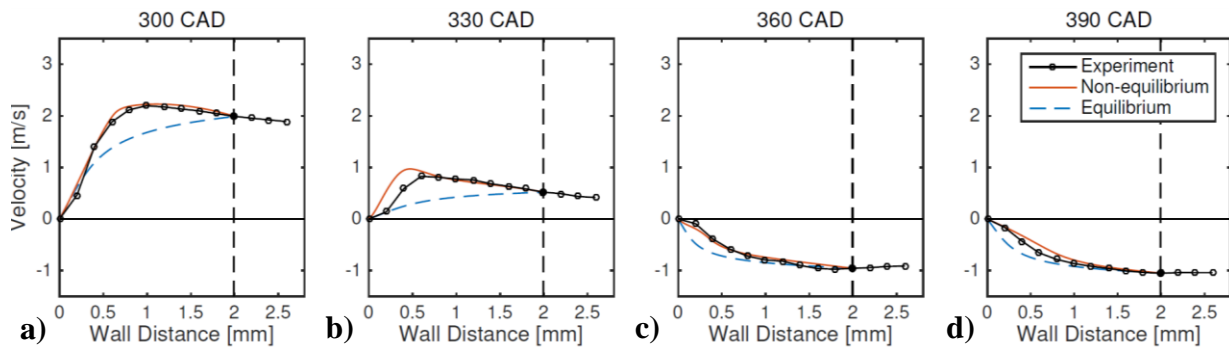 300 CAD
330 CAD
360 CAD
390 CAD
Velocity [m/s]
3
2
1
0
-1
0
0.5
1
1.5
2
2.5
Wall Distance [mm]
a)
3
2
1
0
-1
0
0.5
1
1.5
2
2.5
Wall Distance [mm]
b)
3
2
1
0
-1
0
0.5
1
1.5
2
2.5
Wall Distance [mm]
c)
3
2
1
0
-1
0
0.5
1
1.5
2
2.5
Wall Distance [mm]
d)
Experiment
Non-equilibrium
Equilibrium